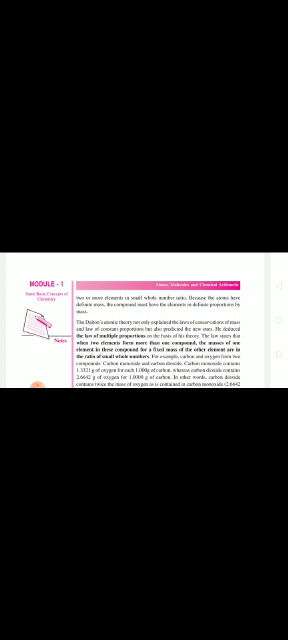 MODULE - 1
Some Basic Concepts of
Chemistry
Notes
Atoms, Molecules and Chemical Arithmetic
two or more elements in small whole number ratio. Because the atoms have
definite mass, the compound must have the elements in definite proportions by
mass.
The Dalton's atomic theory not only explained the laws of conservations of mass
and law of constant proportions but also predicted the new ones. He deduced
the law of multiple proportions on the basis of his theory. The law states that
when two elements form more than one compound, the masses of one
element in these compound for a fixed mass of the other element are in
the ratio of small whole numbers. For example, carbon and oxygen form two
compounds: Carbon monoxide and carbon dioxide. Carbon monoxide contains
1.3321 g of oxygen for each 1.000g of carbon, whereas carbon dioxide contains
2.6642 g of oxygen for 1.0000 g of carbon. In other words, carbon dioxide
contains twice the mass of oxygen as is contained in carbon monoxide (2.6642